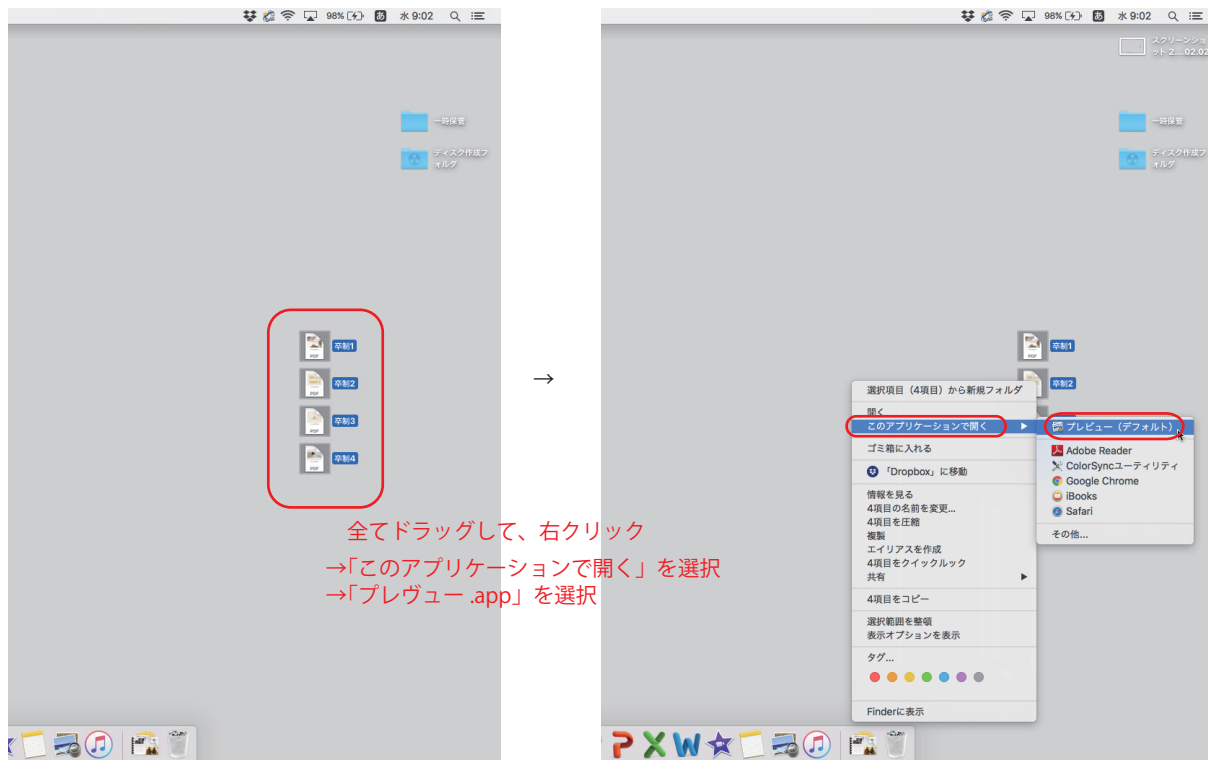 98% あ 水 9:02
一時保管
ディスク作成フ
ォルダ
PDF 卒制1
PDF 卒制2
PDF 卒制3
PDF 卒制4
→
98% あ 水 9:02
スクリーンショ
ット 2....02.02
一時保管
ディスク作成フ
ォルダ
PDF 卒制1
卒制2
選択項目（4項目）から新規フォルダ
開く
このアプリケーションで開く ▶
ゴミ箱に入れる
「Dropbox」に移動
情報を見る
4項目の名前を変更...
4項目を圧縮
複製
エイリアスを作成
4項目をクイックルック
共有 ▶
4項目をコピー
選択範囲を整頓
表示オプションを表示
タグ...
Finderに表示
プレビュー（デフォルト）
Adobe Reader
ColorSyncユーティリティ
Google Chrome
iBooks
Safari
その他...
全てドラッグして、右クリック
→「このアプリケーションで開く」を選択
→「プレヴュー .app」を選択